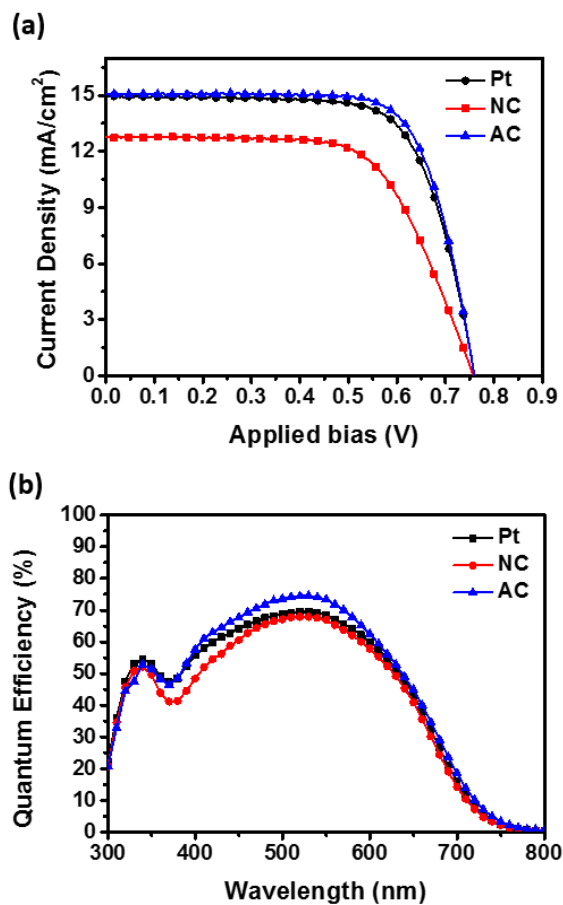 (a)
Current Density (mA/cm²)
15
12
9
6
3
0
Pt
NC
AC
0.0 0.1 0.2 0.3 0.4 0.5 0.6 0.7 0.8 0.9
Applied bias (V)
(b)
Quantum Efficiency (%)
100
90
80
70
60
50
40
30
20
10
0
Pt
NC
AC
300 400 500 600 700 800
Wavelength (nm)